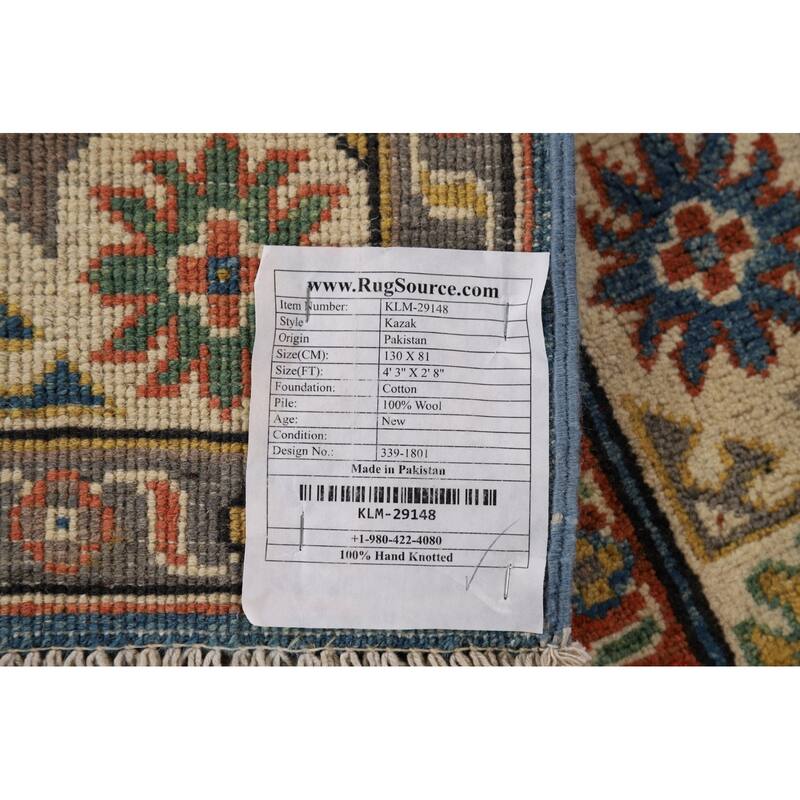 www.RugSource.com
Item Number: KLM-29148
Style Kazak
Origin Pakistan
Size(CM): 130 X 81
Size(FT): 4' 3" X 2' 8"
Foundation: Cotton
Pile: 100% Wool
Age: New
Condition:
Design No.: 339-1801
Made in Pakistan
KLM-29148
+1-980-422-4080
100% Hand Knotted